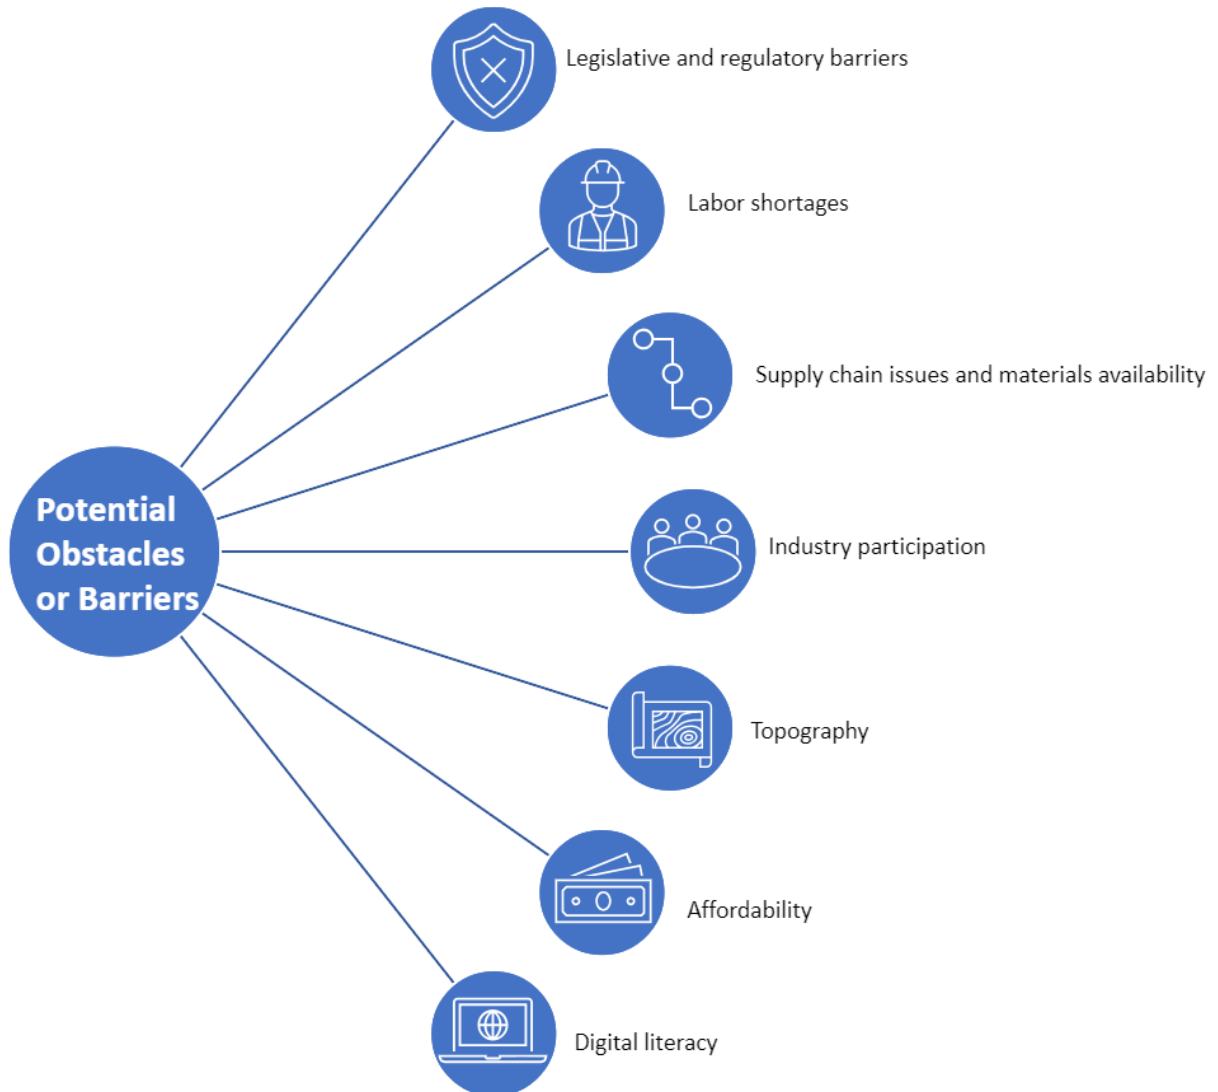 Legislative and regulatory barriers
Labor shortages
Supply chain issues and materials availability
Potential
Obstacles
or Barriers
Industry participation
Topography
Affordability
Digital literacy